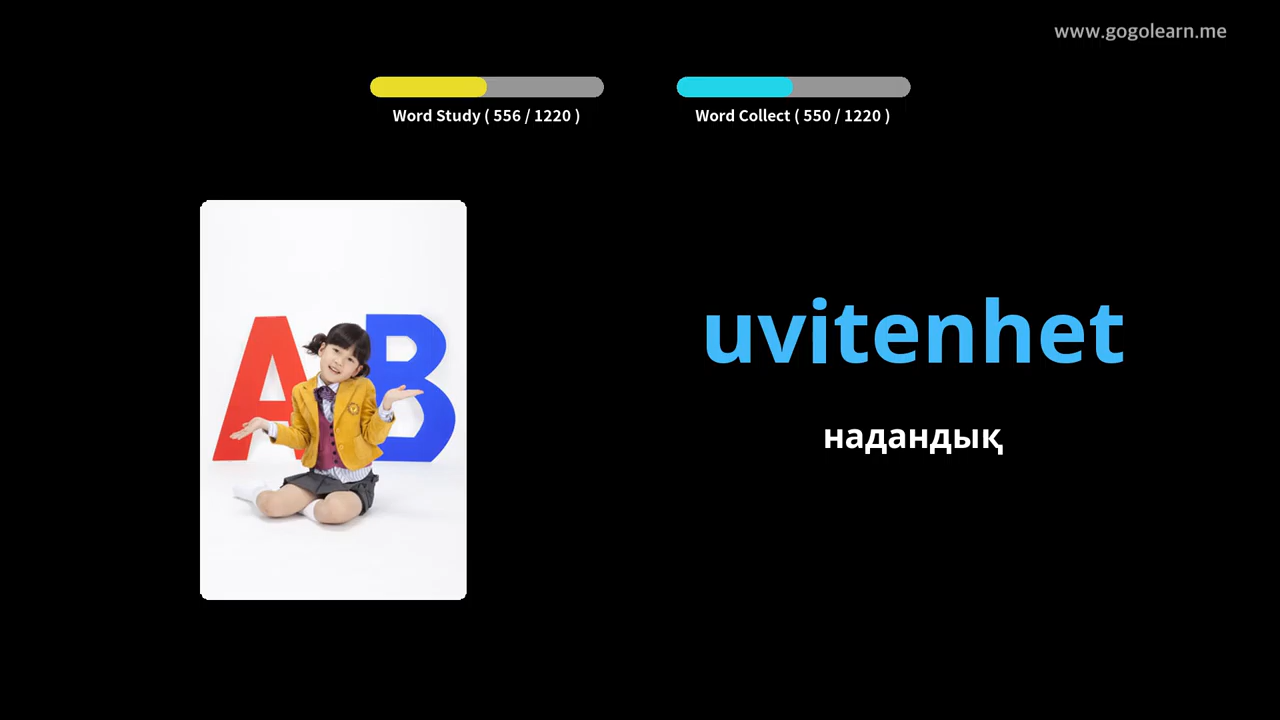 www.gogolearn.me
Word Study ( 556 / 1220 )
Word Collect ( 550 / 1220 )
AB
uvitenhet
надандық